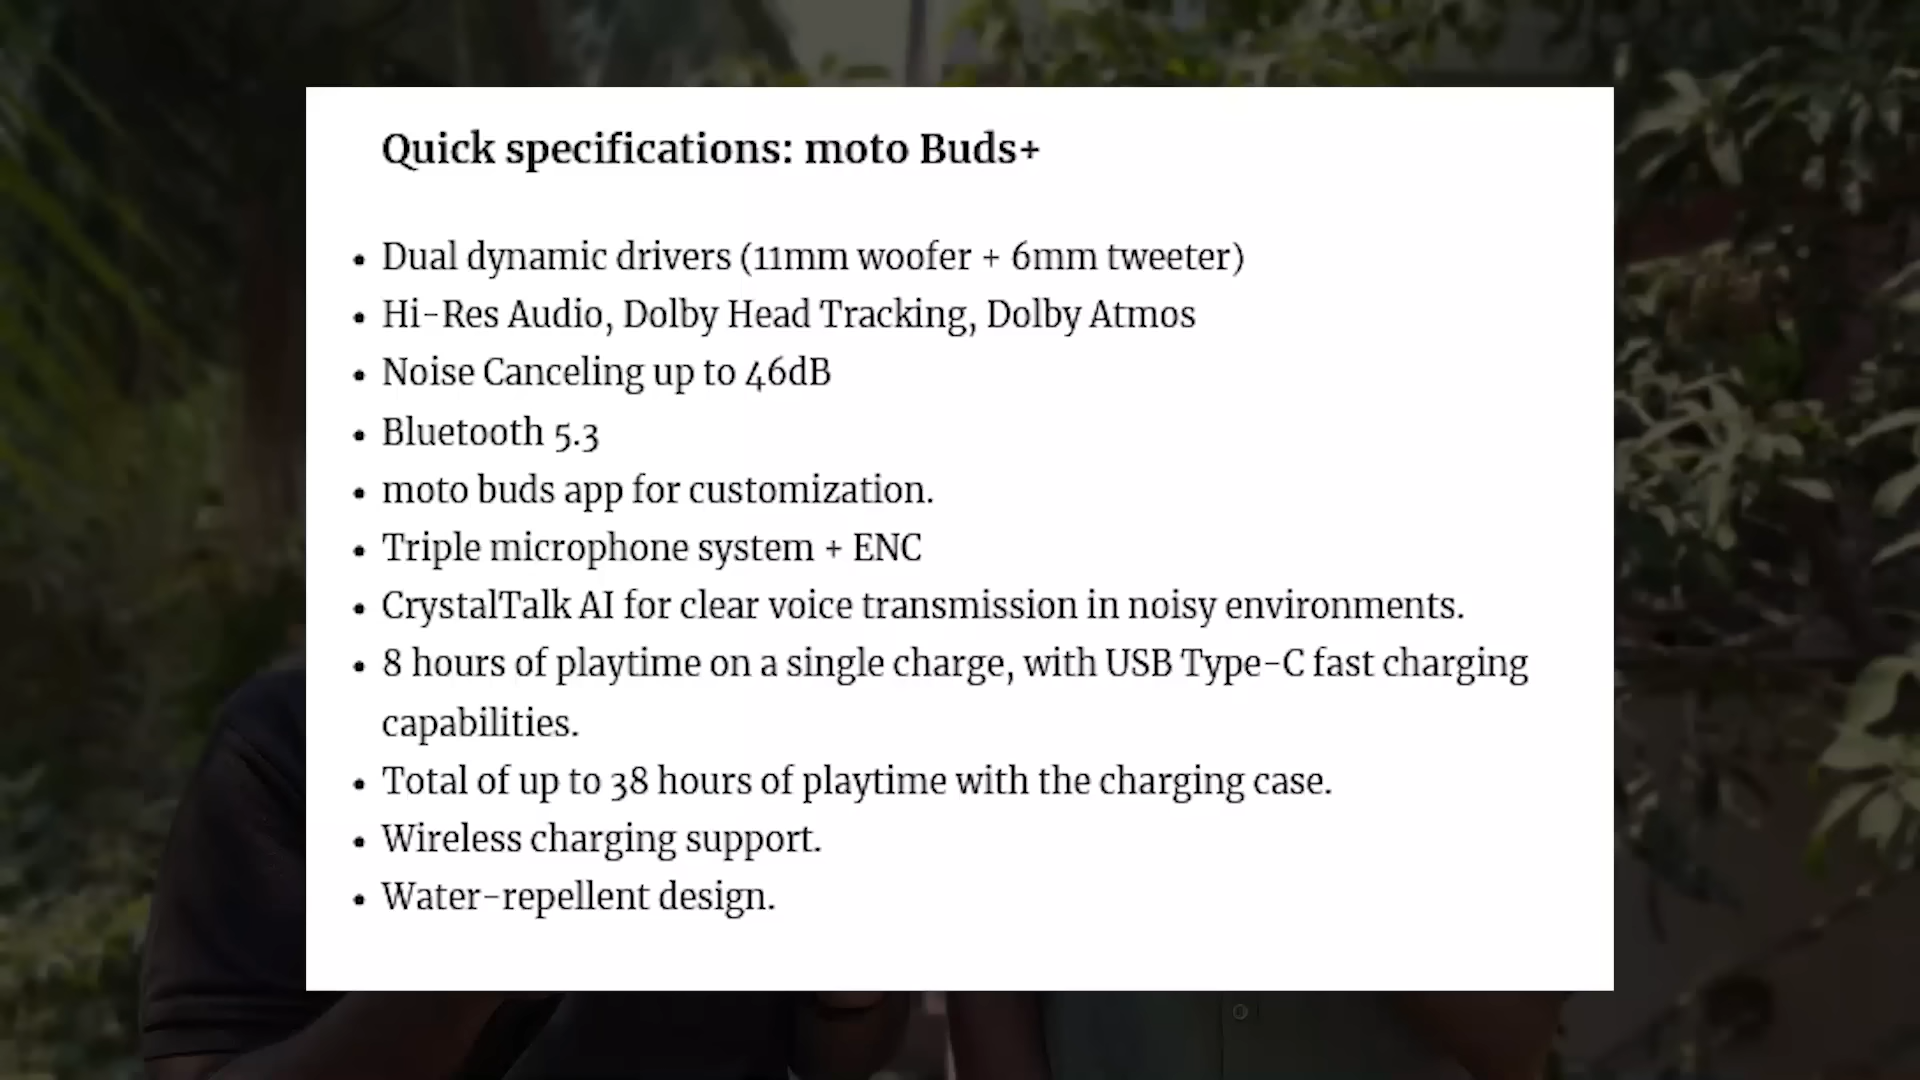 Quick specifications: moto Buds+
• Dual dynamic drivers (11mm woofer + 6mm tweeter)
• Hi-Res Audio, Dolby Head Tracking, Dolby Atmos
• Noise Canceling up to 46dB
• Bluetooth 5.3
• moto buds app for customization.
• Triple microphone system + ENC
• CrystalTalk AI for clear voice transmission in noisy environments.
• 8 hours of playtime on a single charge, with USB Type-C fast charging
capabilities.
• Total of up to 38 hours of playtime with the charging case.
• Wireless charging support.
• Water-repellent design.